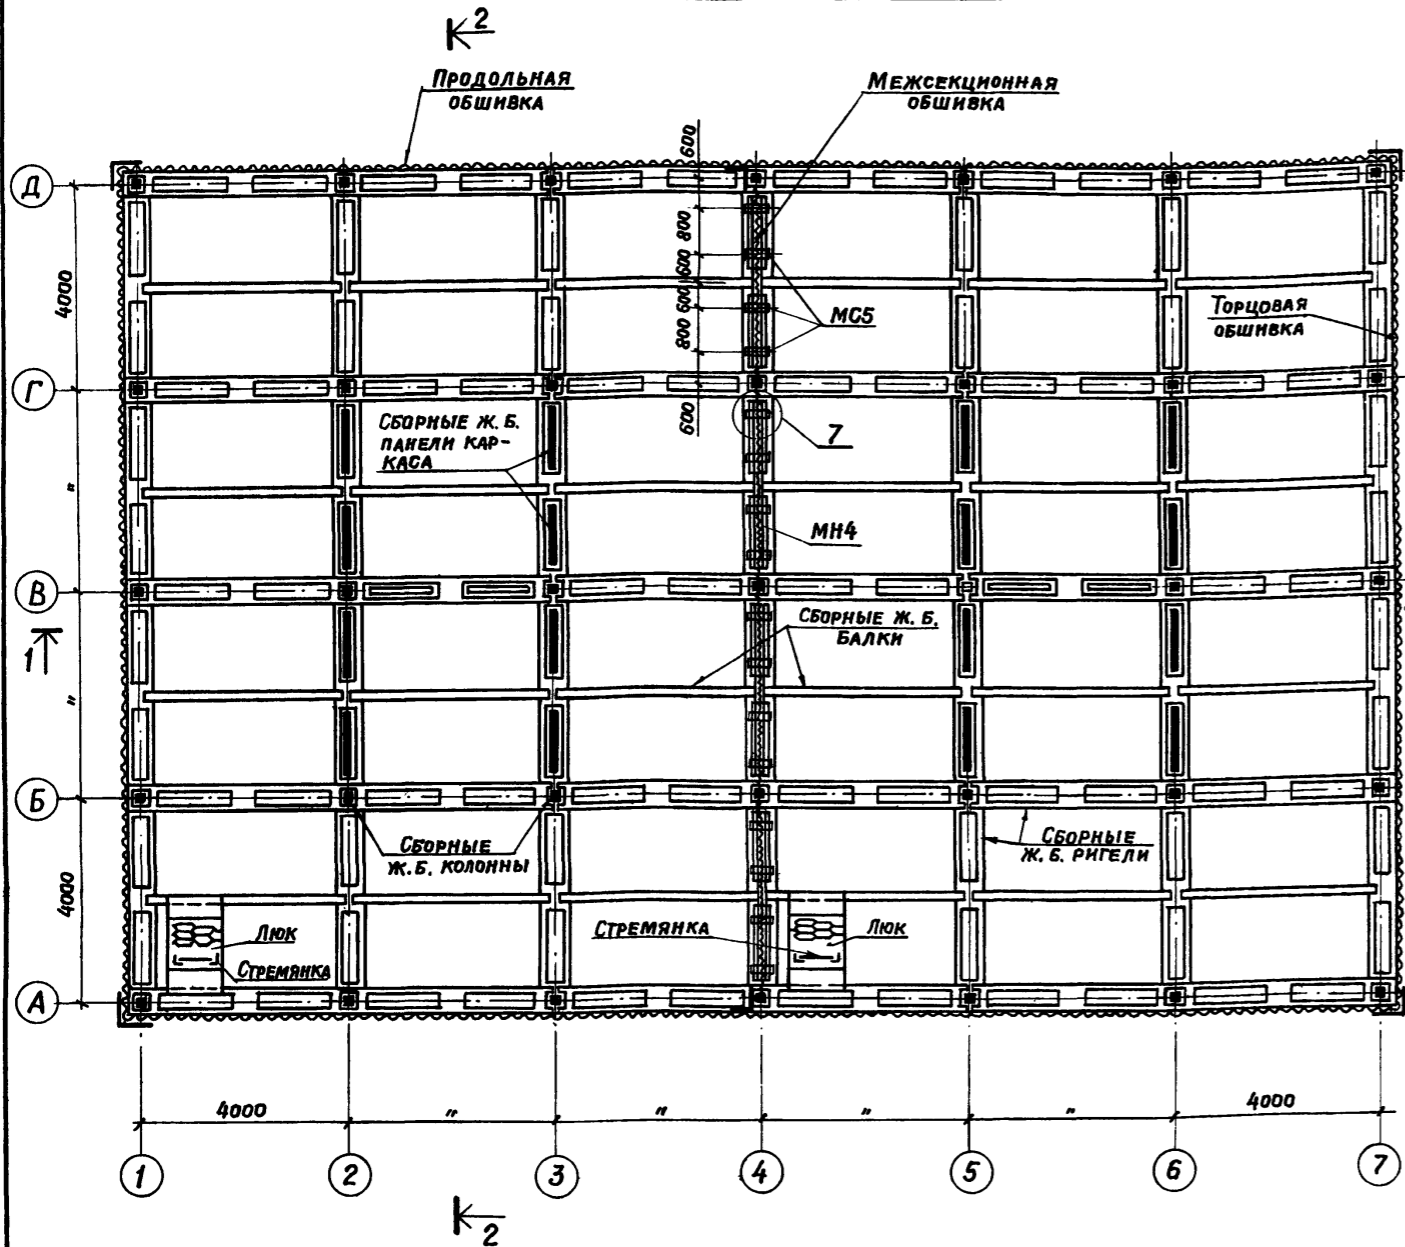 2
Продольная
обшивка
Межсекционная
обшивка
600
Д
800
4000
600
600
МС5
Торцовая
обшивка
800
Г
600
Сборные ж.б.
панели кар-
каса
7
"
МН4
В
Сборные ж.б.
балки
1
"
Б
Сборные
ж.б. колонны
Сборные
ж.б. ригели
4000
Люк
Стремянка
Стремянка
Люк
А
4000
"
"
"
"
4000
1
2
3
4
5
6
7
2